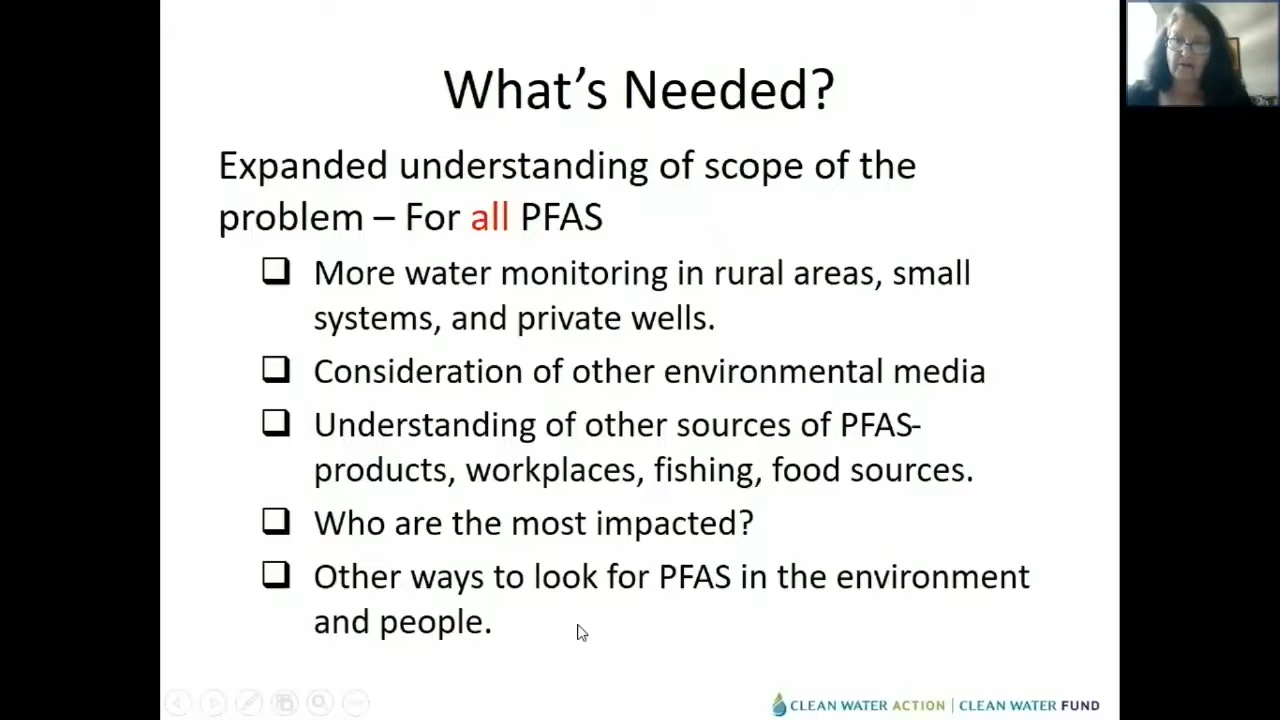 What's Needed?
Expanded understanding of scope of the
problem – For all PFAS
More water monitoring in rural areas, small
systems, and private wells.
Consideration of other environmental media
Understanding of other sources of PFAS-
products, workplaces, fishing, food sources.
Who are the most impacted?
Other ways to look for PFAS in the environment
and people.
CLEAN WATER ACTION | CLEAN WATER FUND